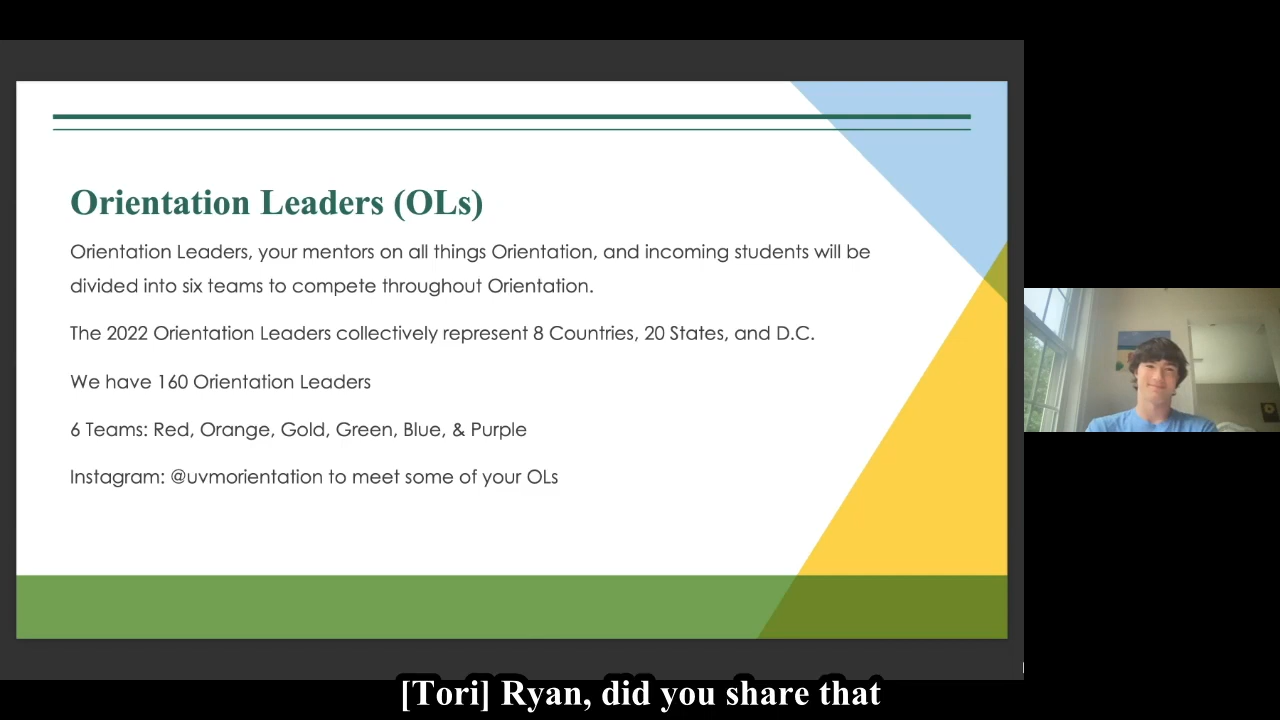 Orientation Leaders (OLs)
Orientation Leaders, your mentors on all things Orientation, and incoming students will be
divided into six teams to compete throughout Orientation.
The 2022 Orientation Leaders collectively represent 8 Countries, 20 States, and D.C.
We have 160 Orientation Leaders
6 Teams: Red, Orange, Gold, Green, Blue, & Purple
Instagram: @uvmorientation to meet some of your OLs
[Tori] Ryan, did you share that